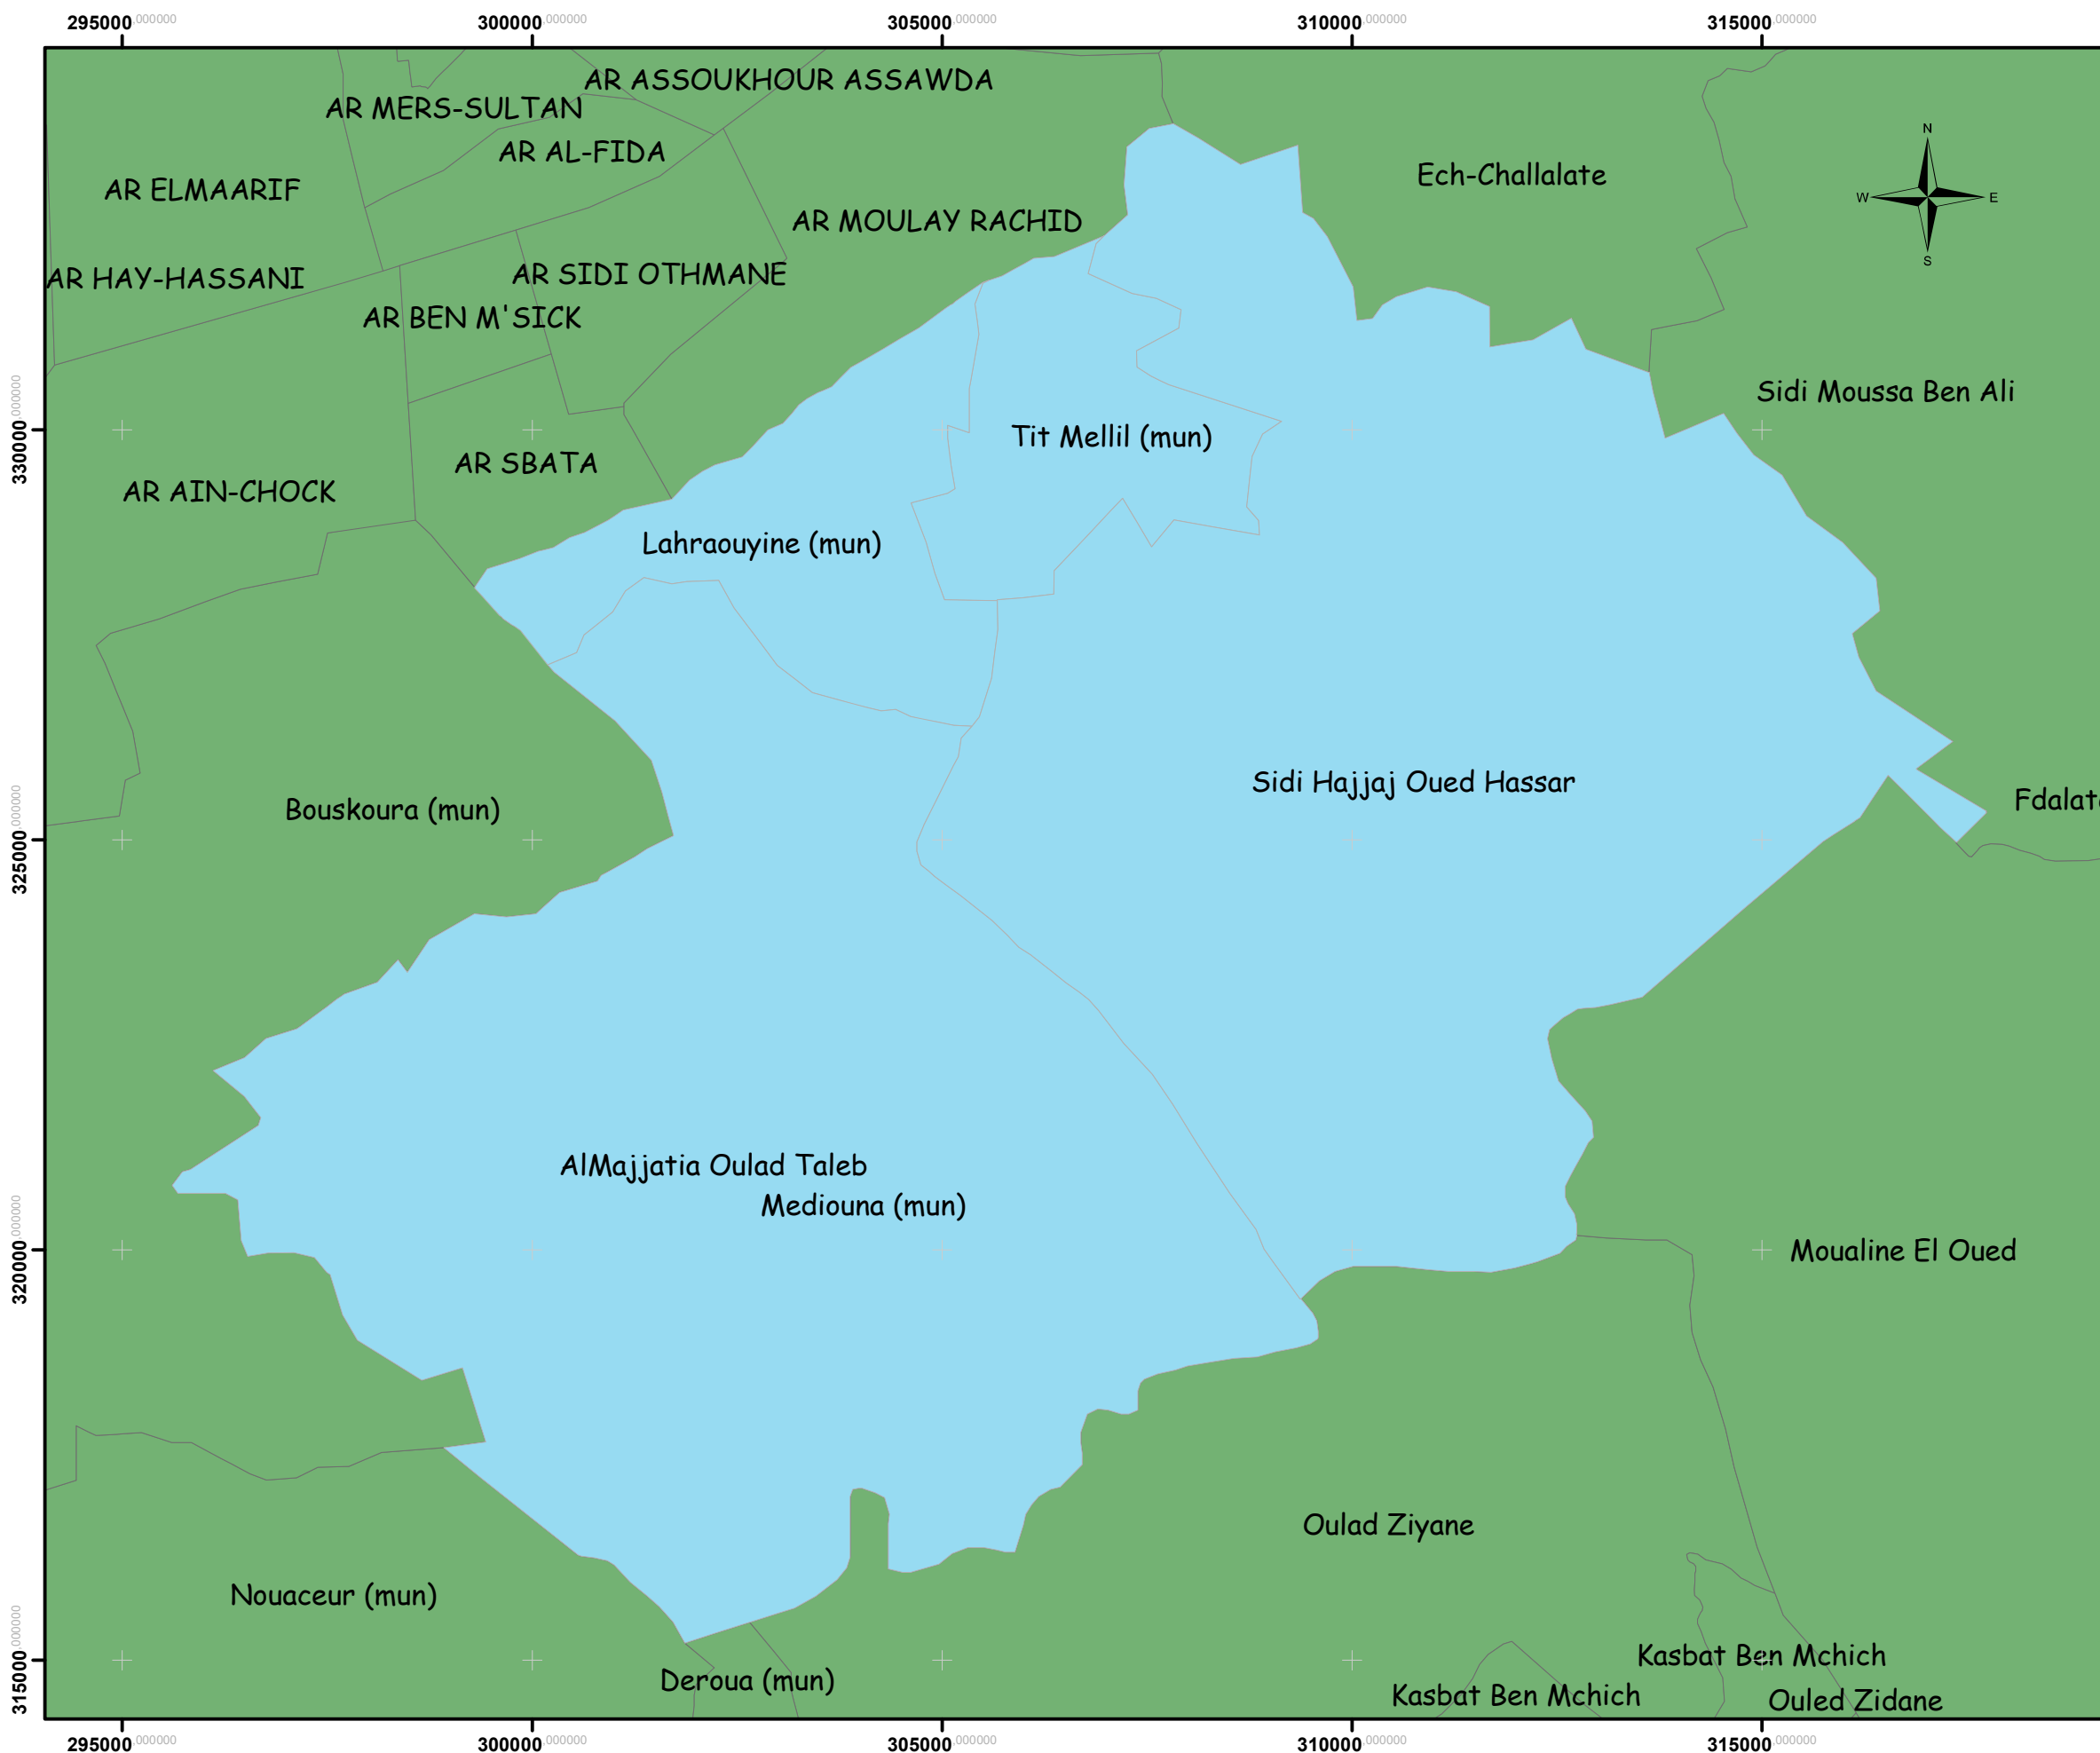 295000.000000 300000.000000 305000.000000 310000.000000 315000.000000
AR ASSOUKHOUR ASSAWDA
AR MERS-SULTAN
AR AL-FIDA
N
Ech-Challalate
AR ELMAARIF
W E
AR MOULAY RACHID
S
AR HAY-HASSANI
AR SIDI OTHMANE
AR BEN M'SICK
Sidi Moussa Ben Ali
330000.000000
Tit Mellil (mun)
AR SBATA
AR AIN-CHOCK
Lahraouyine (mun)
Sidi Hajjaj Oued Hassar
Fdalate
Bouskoura (mun)
325000.000000
AlMajjatia Oulad Taleb
Mediouna (mun)
320000.000000
Moualine El Oued
Oulad Ziyane
Nouaceur (mun)
315000.000000
Kasbat Ben Mchich
Deroua (mun)
Kasbat Ben Mchich
Ouled Zidane
295000.000000 300000.000000 305000.000000 310000.000000 315000.000000